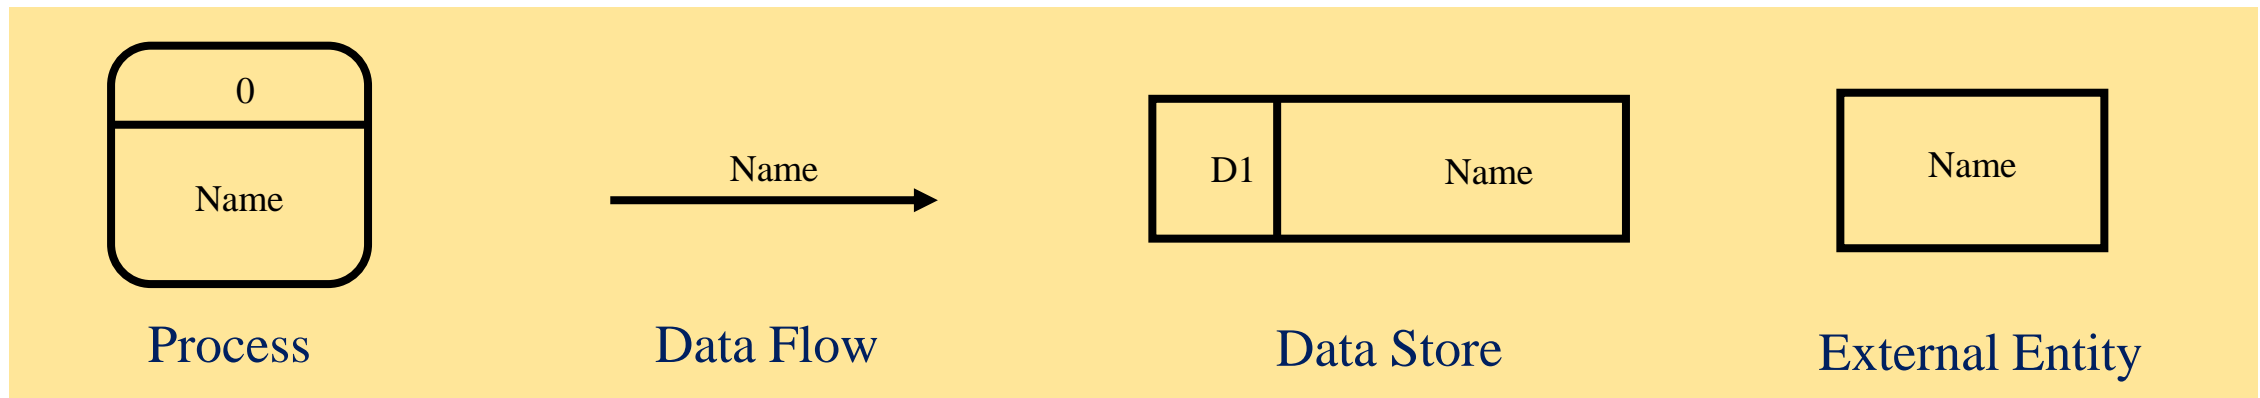 0
Name
Name
D1
Name
Name
Process
Data Flow
Data Store
External Entity